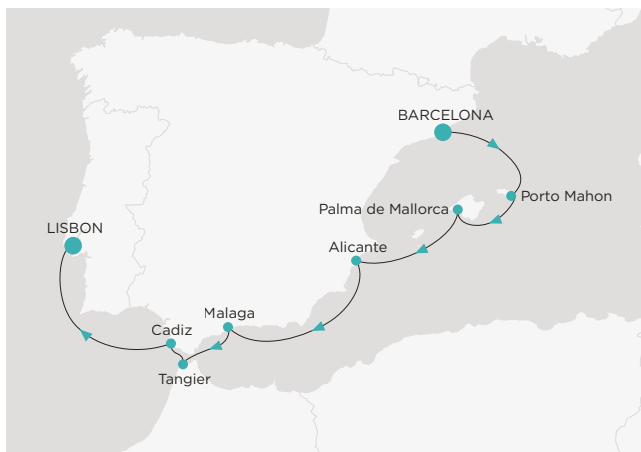 BARCELONA
Porto Mahon
Palma de Mallorca
LISBON
Alicante
Malaga
Cadiz
Tangier